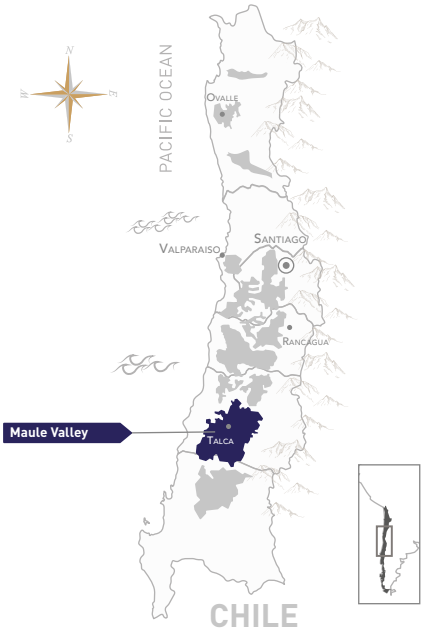 N
W
E
S
PACIFIC OCEAN
OVALLE
VALPARAISO
SANTIAGO
RANCAGUA
Maule Valley
TALCA
CHILE